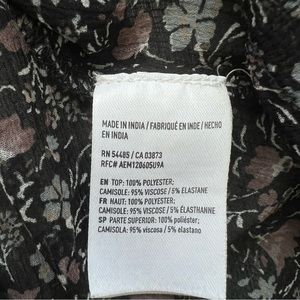 MADE IN INDIA / FABRIQUÉ EN INDE / HECHO
EN INDIA
RN 54485 / CA 03873
RFC# AEM120605U9A
EN TOP: 100% POLYESTER;
CAMISOLE: 95% VISCOSE / 5% ELASTANE
FR HAUT: 100% POLYESTER;
CAMISOLE: 95% VISCOSE / 5% ÉLASTHANNE
SP PARTE SUPERIOR: 100% poliéster;
CAMISOLA: 95% viscosa / 5% elastano